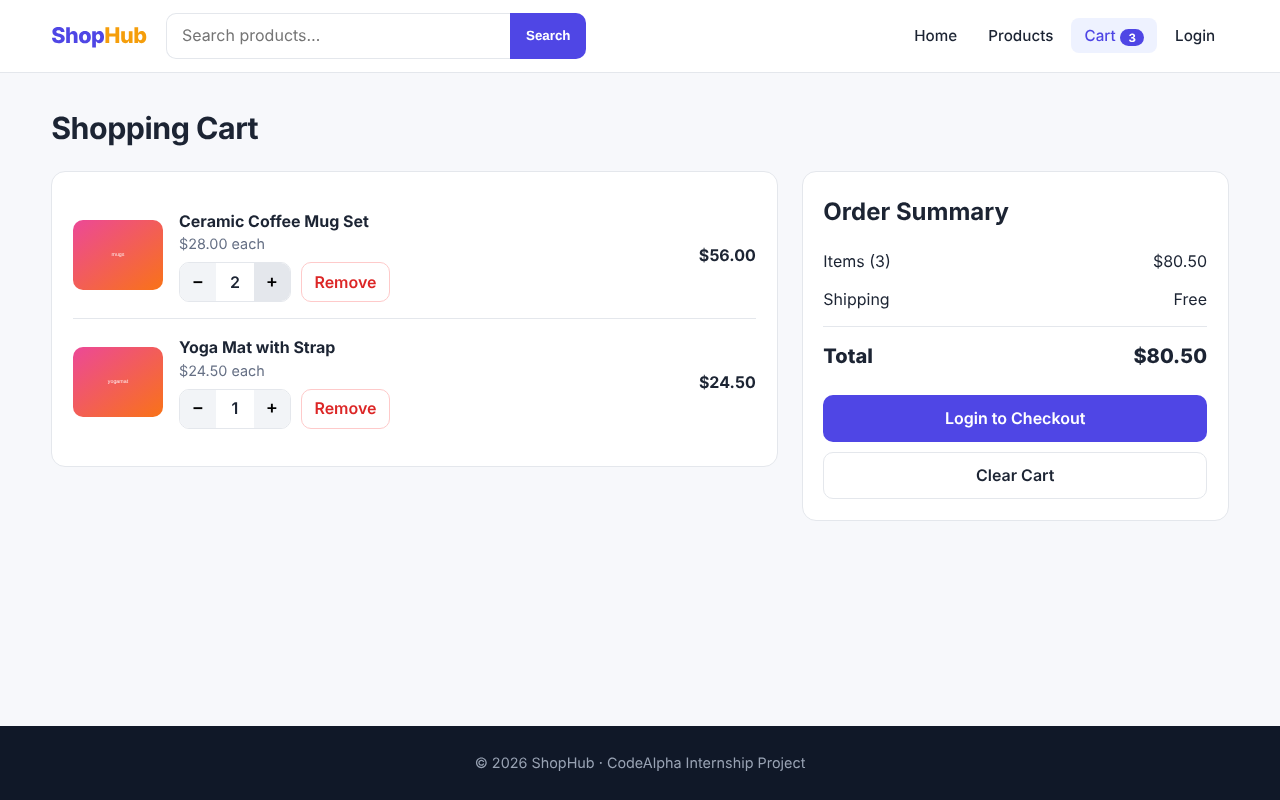 ShopHub
Search products...
Search
Home
Products
Cart 3
Login
Shopping Cart
mugs
Ceramic Coffee Mug Set
$28.00 each
− 2 +
Remove
$56.00
yogamat
Yoga Mat with Strap
$24.50 each
− 1 +
Remove
$24.50
Order Summary
Items (3) $80.50
Shipping Free
Total $80.50
Login to Checkout
Clear Cart
© 2026 ShopHub · CodeAlpha Internship Project